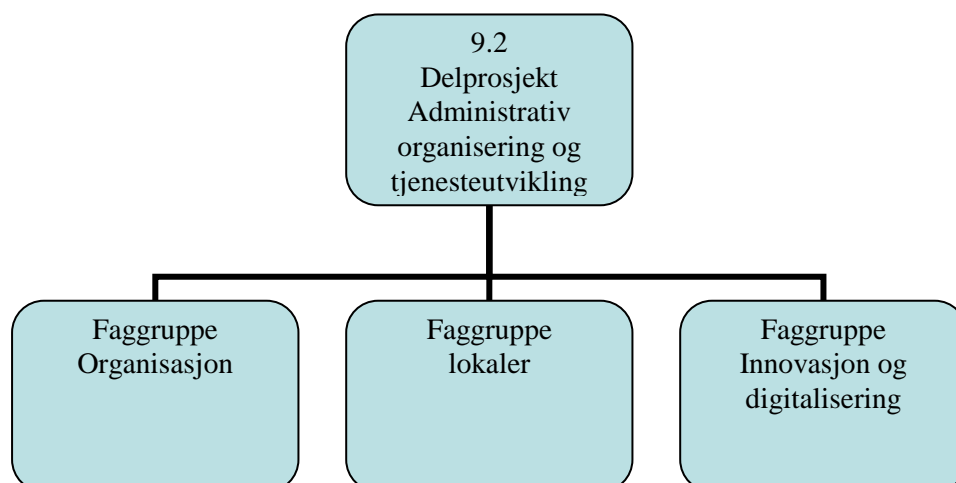 9.2
Delprosjekt
Administrativ
organisering og
tjenesteutvikling
Faggruppe
Organisasjon
Faggruppe
lokaler
Faggruppe
Innovasjon og
digitalisering